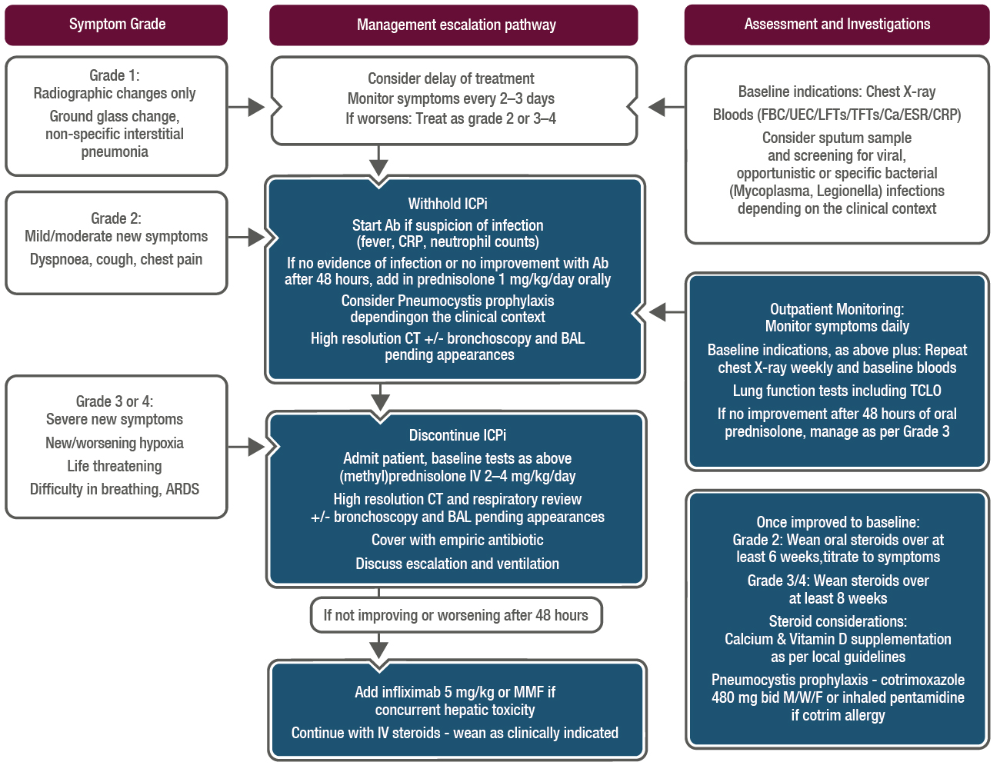 Symptom Grade
Management escalation pathway
Assessment and Investigations
Grade 1:
Radiographic changes only
Ground glass change,
non-specific interstitial
pneumonia
Consider delay of treatment
Monitor symptoms every 2–3 days
If worsens: Treat as grade 2 or 3–4
Baseline indications: Chest X-ray
Bloods (FBC/UEC/LFTs/TFTs/Ca/ESR/CRP)
Consider sputum sample
and screening for viral,
opportunistic or specific bacterial
(Mycoplasma, Legionella) infections
depending on the clinical context
Grade 2:
Mild/moderate new symptoms
Dyspnoea, cough, chest pain
Withhold ICPi
Start Ab if suspicion of infection
(fever, CRP, neutrophil counts)
If no evidence of infection or no improvement with Ab
after 48 hours, add in prednisolone 1 mg/kg/day orally
Consider Pneumocystis prophylaxis
dependingon the clinical context
High resolution CT +/- bronchoscopy and BAL
pending appearances
Outpatient Monitoring:
Monitor symptoms daily
Baseline indications, as above plus: Repeat
chest X-ray weekly and baseline bloods
Lung function tests including TCLO
If no improvement after 48 hours of oral
prednisolone, manage as per Grade 3
Grade 3 or 4:
Severe new symptoms
New/worsening hypoxia
Life threatening
Difficulty in breathing, ARDS
Discontinue ICPi
Admit patient, baseline tests as above
(methyl)prednisolone IV 2–4 mg/kg/day
High resolution CT and respiratory review
+/- bronchoscopy and BAL pending appearances
Cover with empiric antibiotic
Discuss escalation and ventilation
If not improving or worsening after 48 hours
Add infliximab 5 mg/kg or MMF if
concurrent hepatic toxicity
Continue with IV steroids - wean as clinically indicated
Once improved to baseline:
Grade 2: Wean oral steroids over at
least 6 weeks,titrate to symptoms
Grade 3/4: Wean steroids over
at least 8 weeks
Steroid considerations:
Calcium & Vitamin D supplementation
as per local guidelines
Pneumocystis prophylaxis - cotrimoxazole
480 mg bid M/W/F or inhaled pentamidine
if cotrim allergy